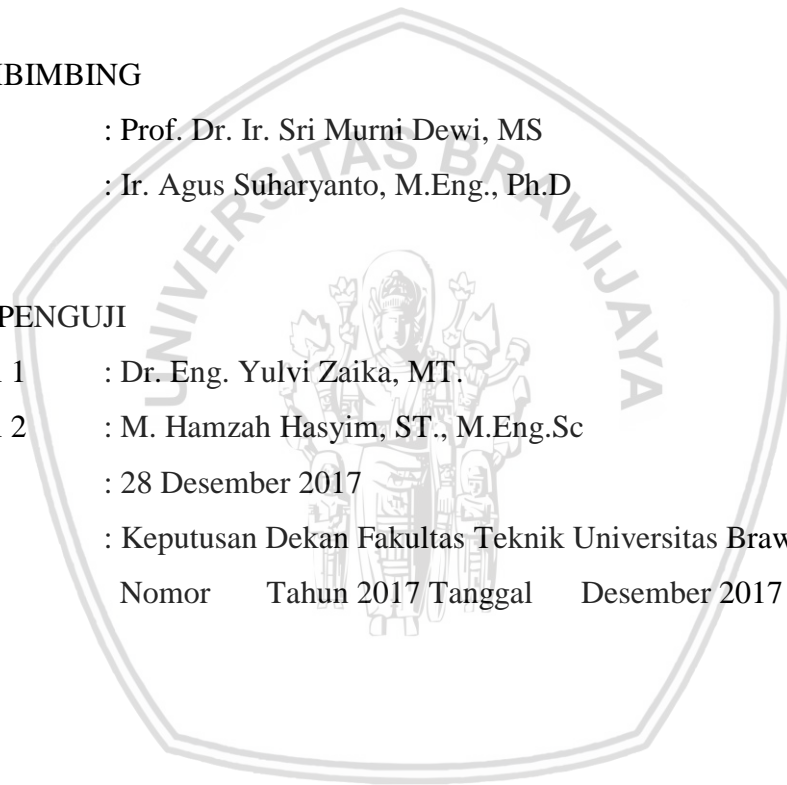 IBIMBING
: Prof. Dr. Ir. Sri Murni Dewi, MS
: Ir. Agus Suharyanto, M.Eng., Ph.D
UNIVERSITAS BRAWIJAYA
PENGUJI
1 : Dr. Eng. Yulvi Zaika, MT.
2 : M. Hamzah Hasyim, ST., M.Eng.Sc
: 28 Desember 2017
: Keputusan Dekan Fakultas Teknik Universitas Braw
Nomor Tahun 2017 Tanggal Desember 2017